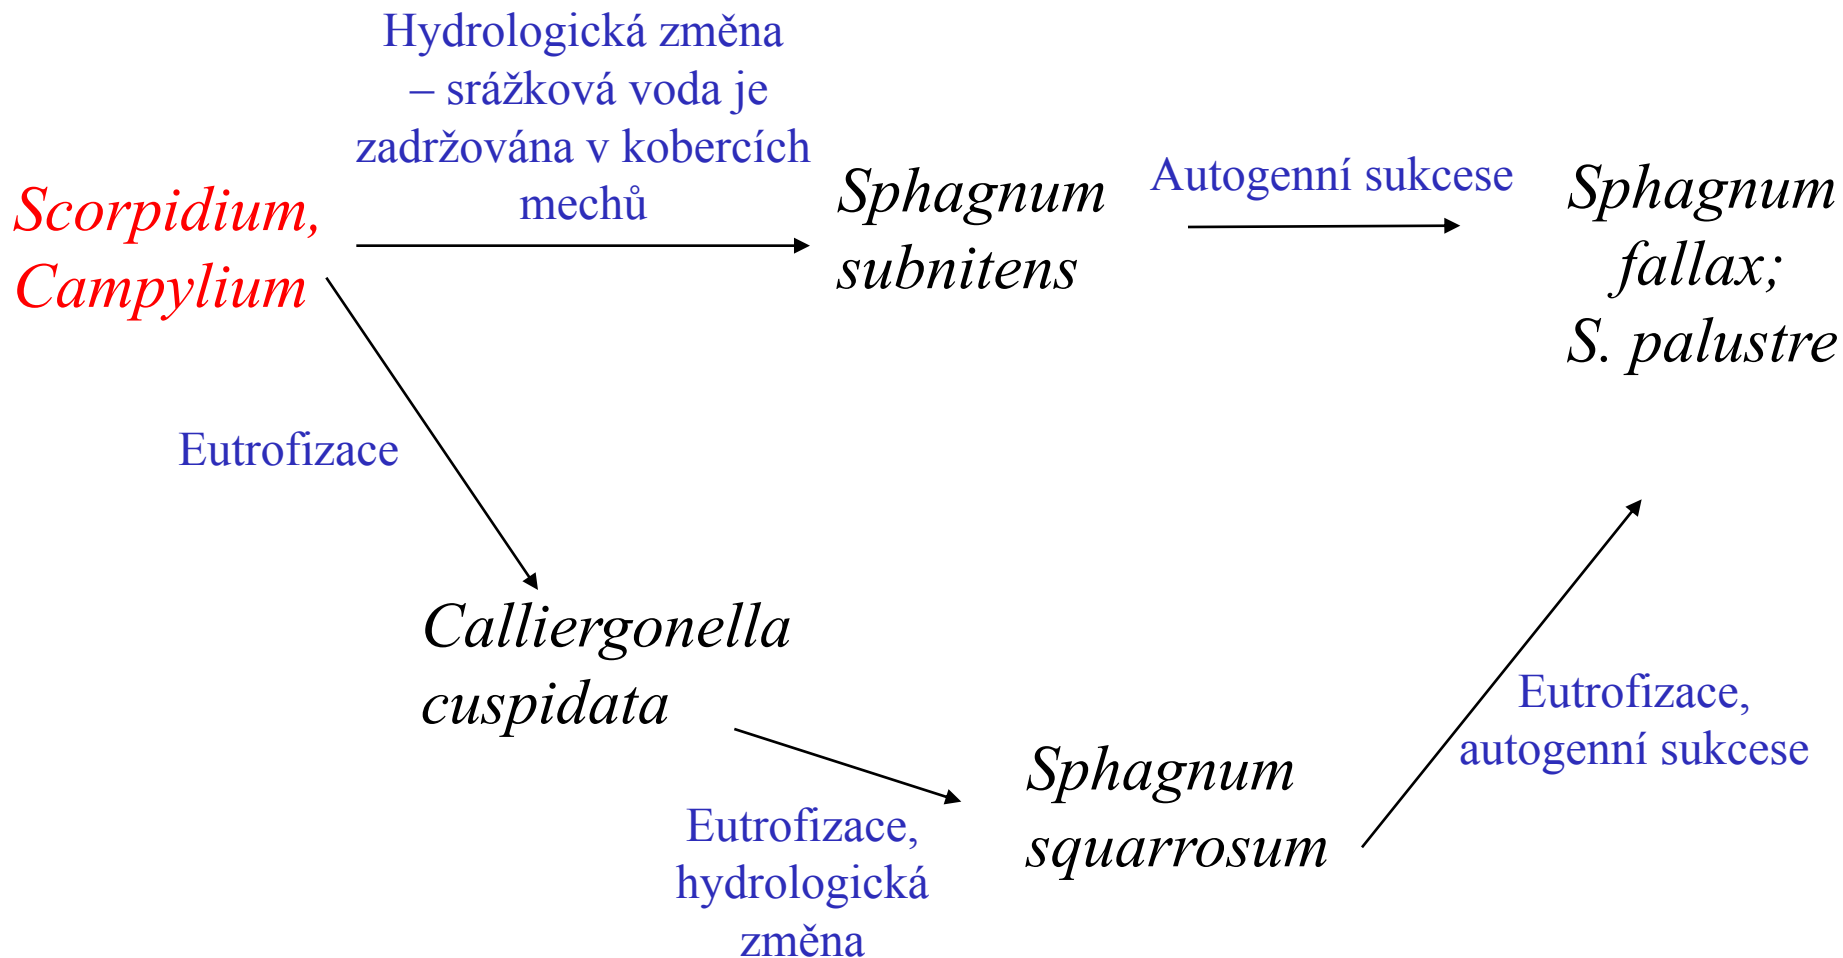 Hydrologická změna
– srážková voda je
zadržována v kobercích
mechů
Scorpidium,
Campylium
Sphagnum
subnitens
Autogenní sukcese
Sphagnum
fallax;
S. palustre
Eutrofizace
Calliergonella
cuspidata
Eutrofizace,
hydrologická
změna
Sphagnum
squarrosum
Eutrofizace,
autogenní sukcese